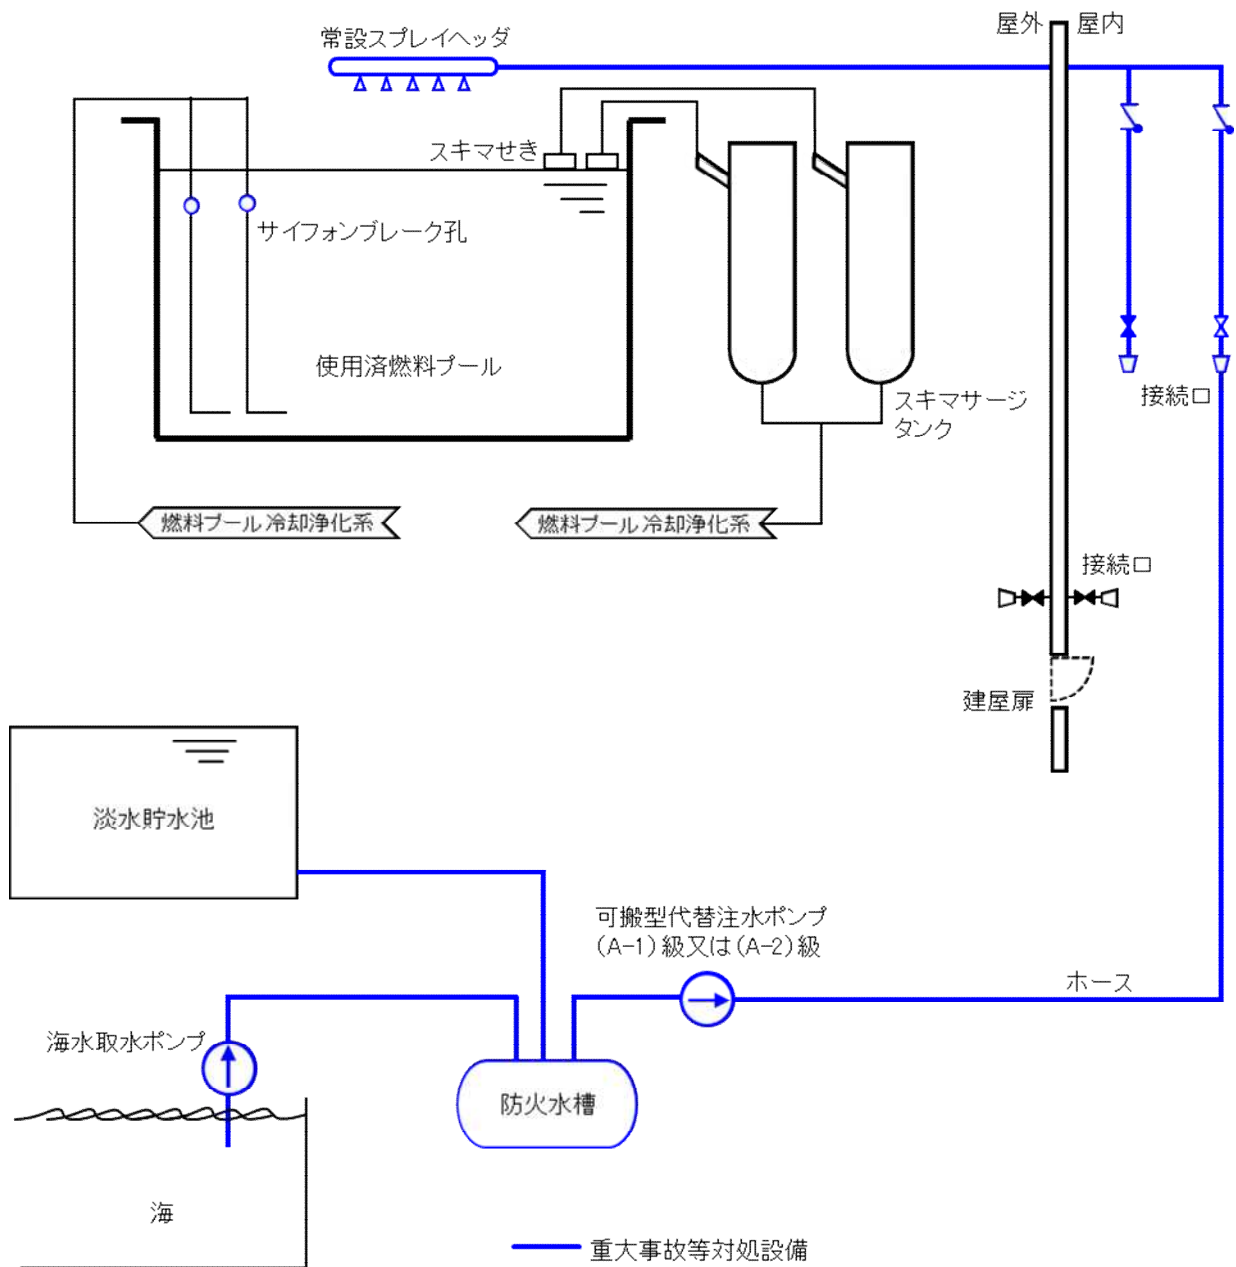 常設スプレイヘッダ
屋外
屋内
スキマせき
サイフォンブレーク孔
使用済燃料プール
スキマサージ
タンク
接続口
燃料プール冷却浄化系
燃料プール冷却浄化系
接続口
建屋扉
淡水貯水池
可搬型代替注水ポンプ
(A-1)級又は(A-2)級
ホース
海水取水ポンプ
防火水槽
海
重大事故等対処設備